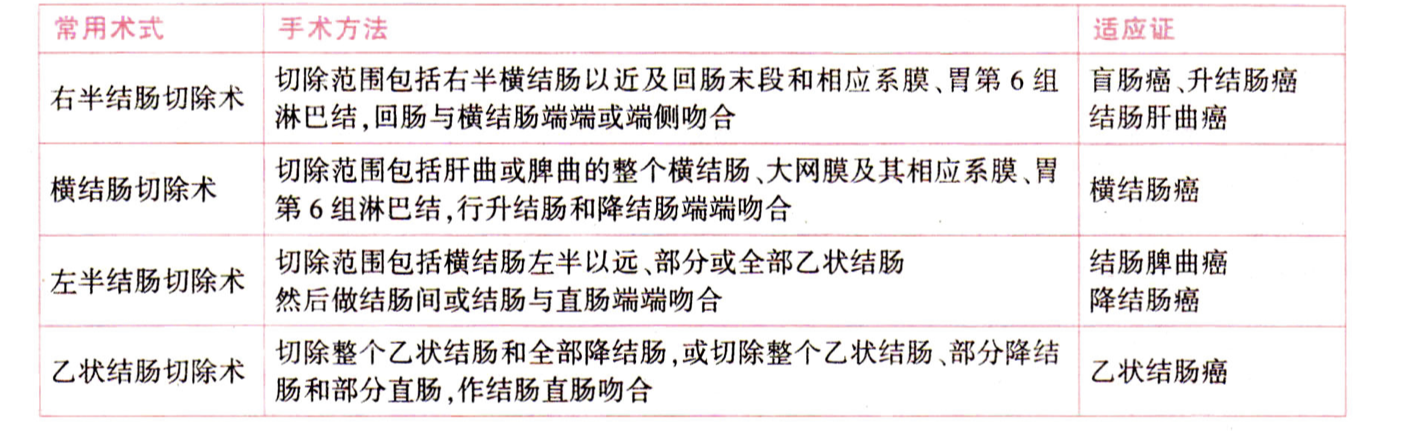 常用术式 手术方法 适应证
右半结肠切除术
切除范围包括右半横结肠以近及回肠末段和相应系膜、胃第6组
淋巴结,回肠与横结肠端端或端侧吻合
盲肠癌、升结肠癌
结肠肝曲癌
横结肠切除术
切除范围包括肝曲或脾曲的整个横结肠、大网膜及其相应系膜、胃
第6组淋巴结,行升结肠和降结肠端端吻合
横结肠癌
左半结肠切除术
切除范围包括横结肠左半以远、部分或全部乙状结肠
然后做结肠间或结肠与直肠端端吻合
结肠脾曲癌
降结肠癌
乙状结肠切除术
切除整个乙状结肠和全部降结肠,或切除整个乙状结肠、部分降结
肠和部分直肠,作结肠直肠吻合
乙状结肠癌